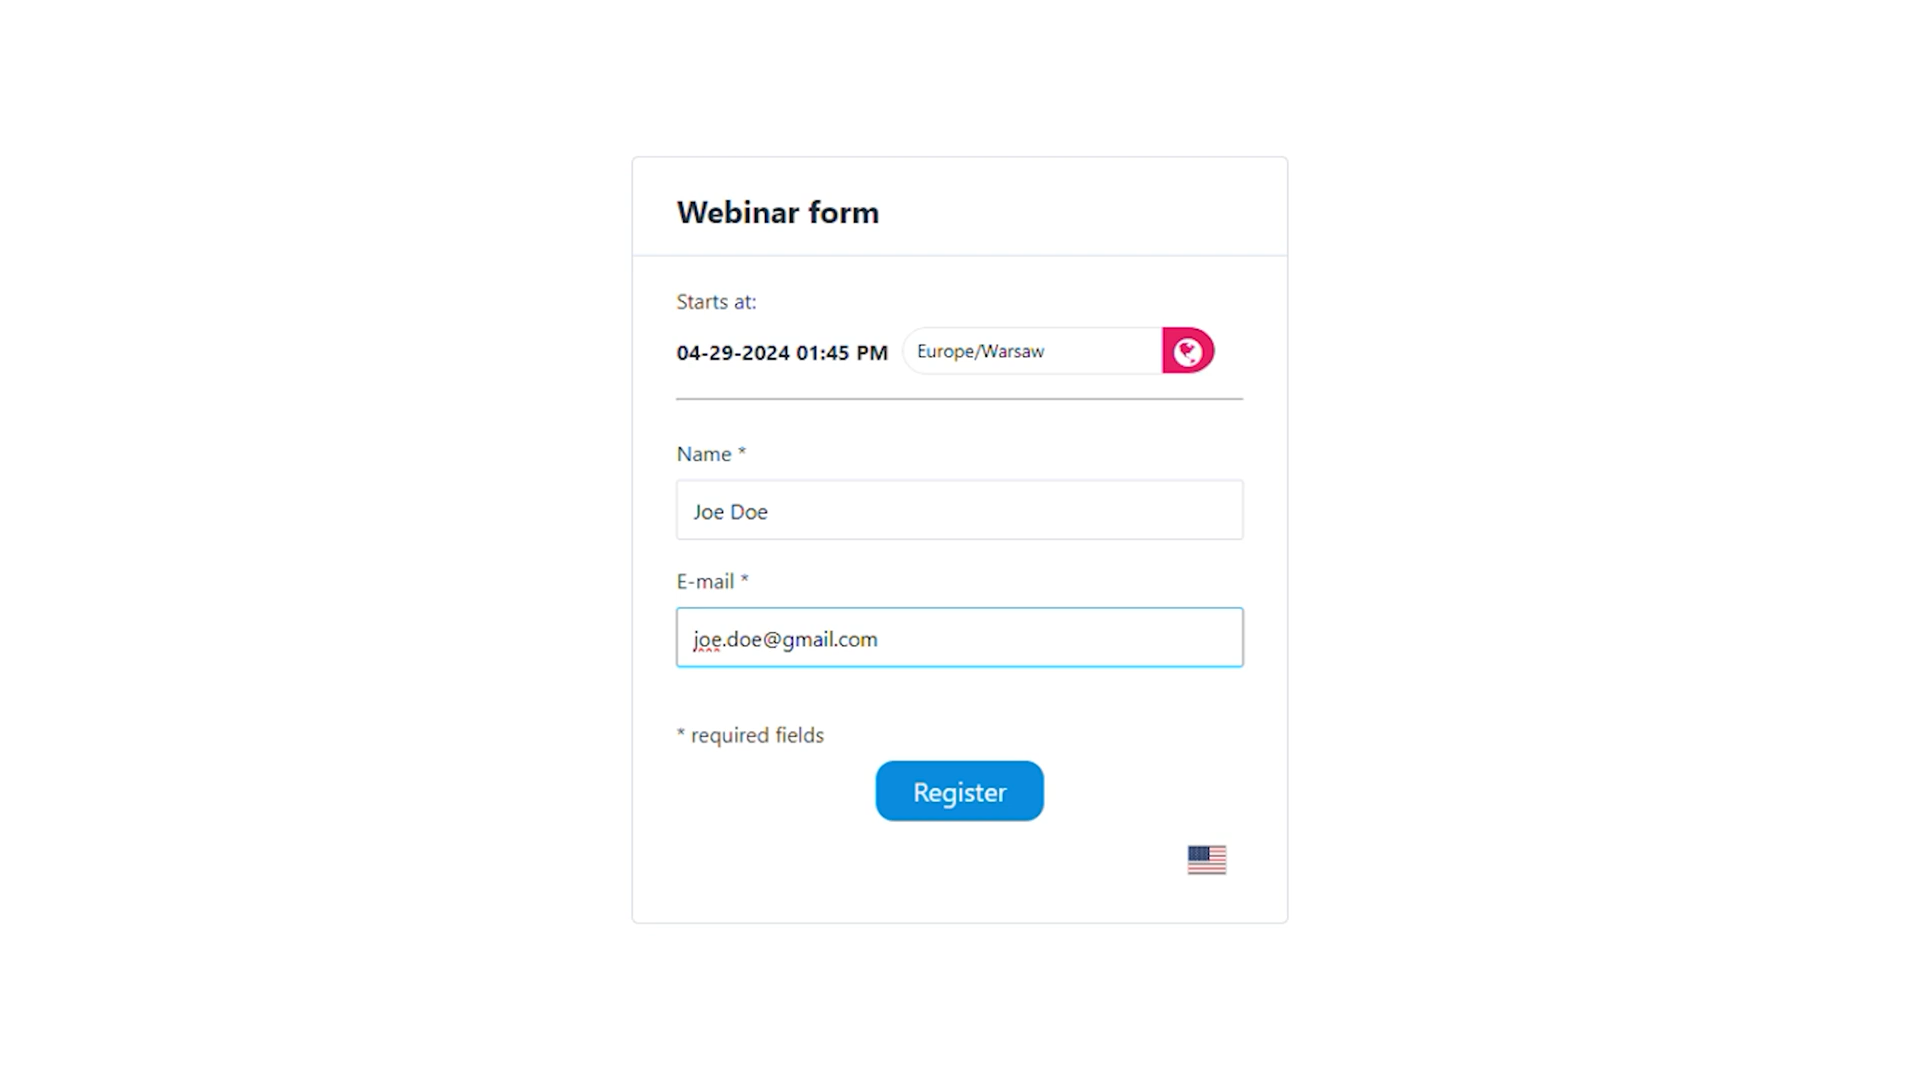 Webinar form
Starts at:
04-29-2024 01:45 PM Europe/Warsaw
Name *
Joe Doe
E-mail *
joe.doe@gmail.com
* required fields
Register